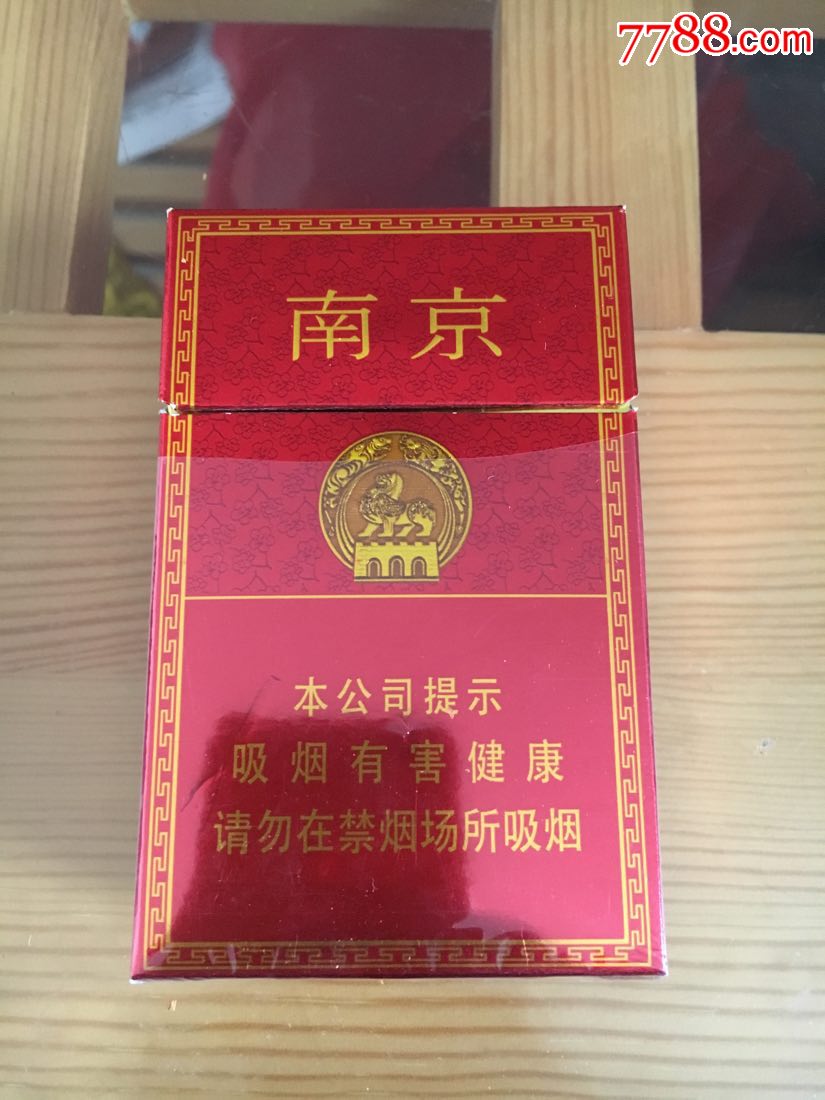 7788.com
南京
本公司提示
吸烟有害健康
请勿在禁烟场所吸烟